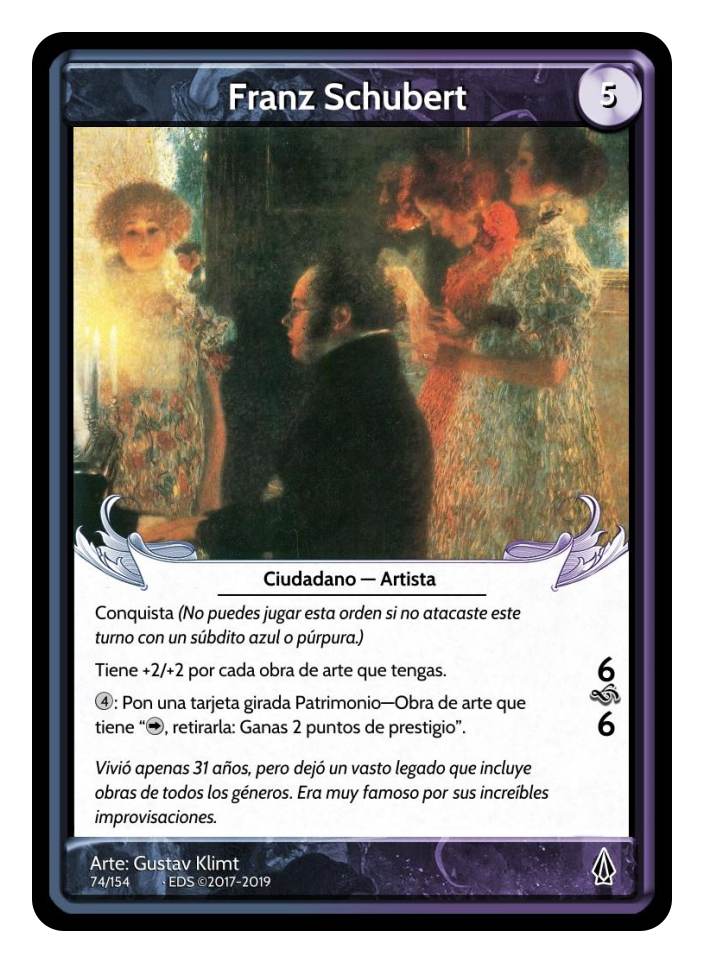 Franz Schubert
5
Ciudadano — Artista
Conquista (No puedes jugar esta orden si no atacaste este
turno con un súbdito azul o púrpura.)
Tiene +2/+2 por cada obra de arte que tengas.
6
6
4: Pon una tarjeta girada Patrimonio—Obra de arte que
tiene “➡, retirarla: Ganas 2 puntos de prestigio”.
Vivió apenas 31 años, pero dejó un vasto legado que incluye
obras de todos los géneros. Era muy famoso por sus increíbles
improvisaciones.
Arte: Gustav Klimt
74/154 · EDS ©2017-2019